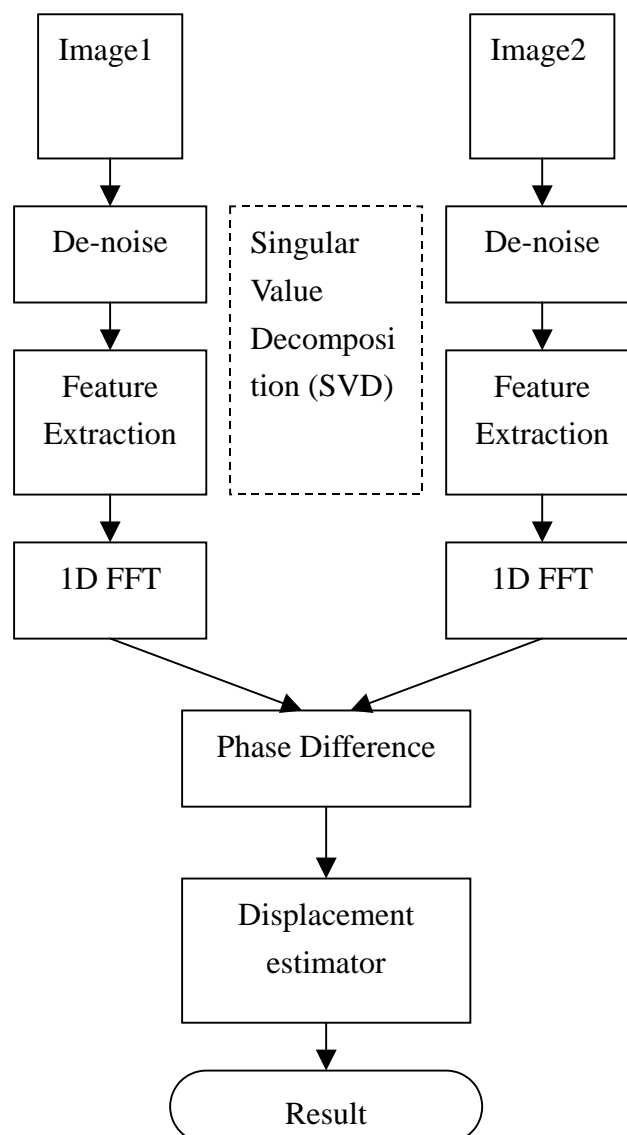 Image1
Image2
De-noise
Singular
Value
Decomposi
tion (SVD)
De-noise
Feature
Extraction
Feature
Extraction
1D FFT
1D FFT
Phase Difference
Displacement
estimator
Result